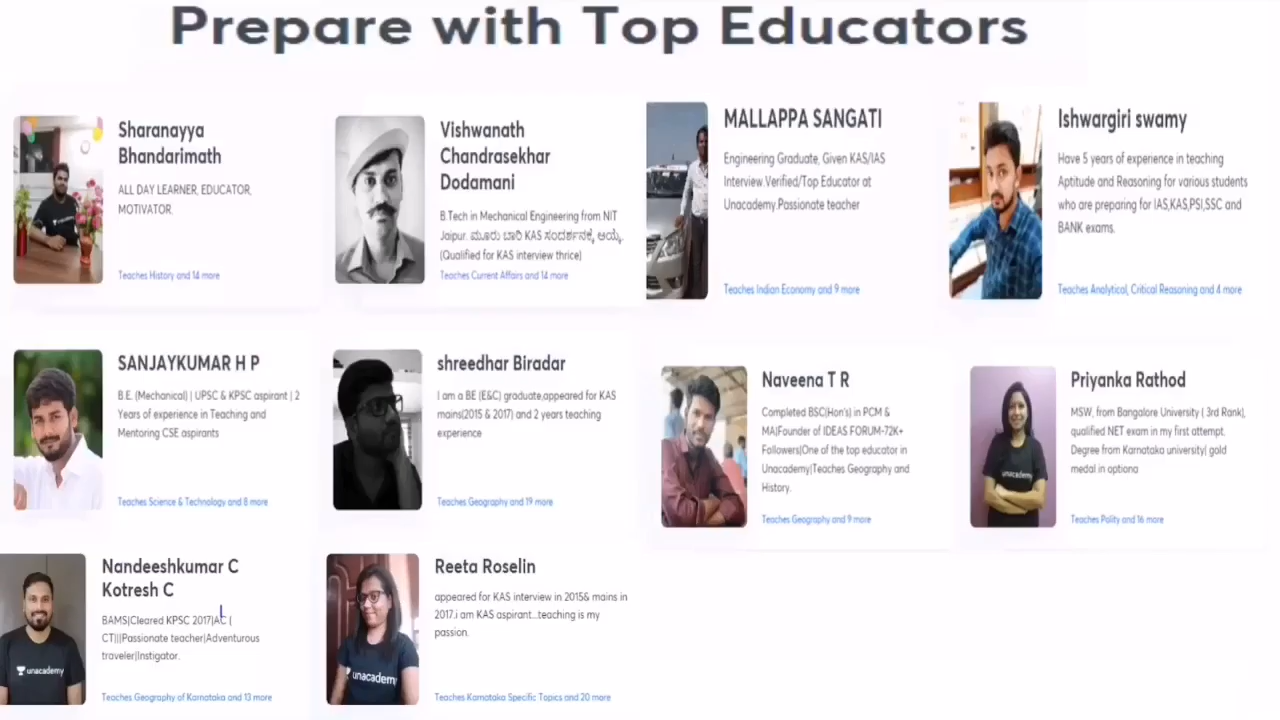 Prepare with Top Educators
Sharanayya
Bhandarimath
ALL DAY LEARNER, EDUCATOR,
MOTIVATOR.
Teaches History and 14 more
Vishwanath
Chandrasekhar
Dodamani
B.Tech in Mechanical Engineering from NIT
Jaipur. ಮೂರು ಬಾರಿ KAS ಸಂದರ್ಶನಕ್ಕೆ ಆಯ್ಕೆ.
(Qualified for KAS interview thrice)
Teaches Current Affairs and 14 more
MALLAPPA SANGATI
Engineering Graduate, Given KAS/IAS
Interview.Verified/Top Educator at
Unacademy.Passionate teacher
Teaches Indian Economy and 9 more
Ishwargiri swamy
Have 5 years of experience in teaching
Aptitude and Reasoning for various students
who are preparing for IAS,KAS,PSI,SSC and
BANK exams.
Teaches Analytical, Critical Reasoning and 4 more
SANJAYKUMAR H P
B.E. (Mechanical) | UPSC & KPSC aspirant | 2
Years of experience in Teaching and
Mentoring CSE aspirants
Teaches Science & Technology and 8 more
shreedhar Biradar
I am a BE (E&C) graduate,appeared for KAS
mains(2015 & 2017) and 2 years teaching
experience
Teaches Geography and 19 more
Naveena T R
Completed BSC(Hon's) in PCM &
MA|Founder of IDEAS FORUM-72K+
Followers|One of the top educator in
Unacademy|Teaches Geography and
History.
Teaches Geography and 9 more
Priyanka Rathod
MSW, from Bangalore University ( 3rd Rank),
qualified NET exam in my first attempt.
Degree from Karnataka university| gold
medal in optiona
Teaches Polity and 16 more
unacademy
Nandeeshkumar C
Kotresh C
BAMS|Cleared KPSC 2017|AC (
CT)||Passionate teacher|Adventurous
traveler|Instigator.
Teaches Geography of Karnataka and 13 more
unacademy
Reeta Roselin
appeared for KAS interview in 2015& mains in
2017.i am KAS aspirant...teaching is my
passion.
Teaches Karnataka Specific Topics and 20 more
unacademy